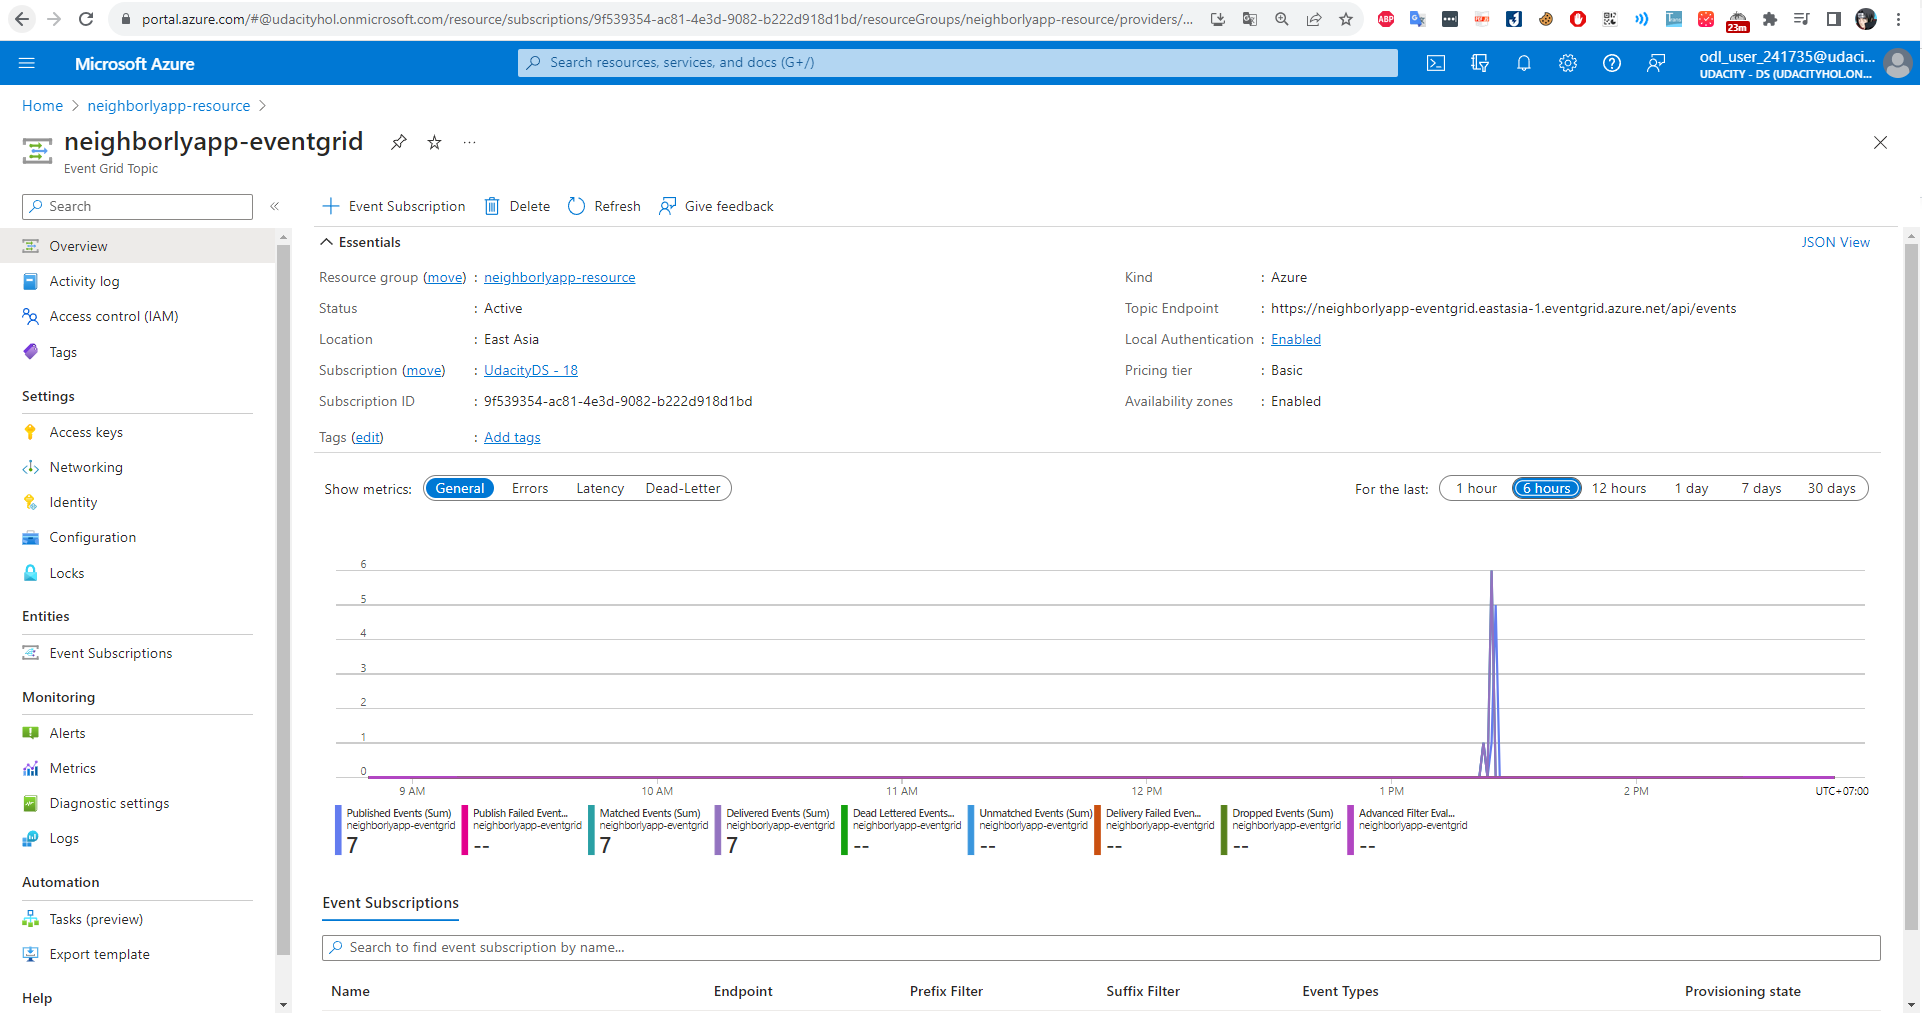 portal.azure.com/#@udacityhol.onmicrosoft.com/resource/subscriptions/9f539354-ac81-4e3d-9082-b222d918d1bd/resourceGroups/neighborlyapp-resource/providers/...
ABP
23m
Microsoft Azure
Search resources, services, and docs (G+/)
odl_user_241735@udaci...
UDACITY - DS (UDACITYHOL.ON...
Home > neighborlyapp-resource >
neighborlyapp-eventgrid
...
Event Grid Topic
Search
«
Event Subscription
Delete
Refresh
Give feedback
Overview
Activity log
Access control (IAM)
Tags
Settings
Access keys
Networking
Identity
Configuration
Locks
Entities
Event Subscriptions
Monitoring
Alerts
Metrics
Diagnostic settings
Logs
Automation
Tasks (preview)
Export template
Help
Essentials
JSON View
Resource group (move) : neighborlyapp-resource
Status : Active
Location : East Asia
Subscription (move) : UdacityDS - 18
Subscription ID : 9f539354-ac81-4e3d-9082-b222d918d1bd
Tags (edit) : Add tags
Kind : Azure
Topic Endpoint : https://neighborlyapp-eventgrid.eastasia-1.eventgrid.azure.net/api/events
Local Authentication : Enabled
Pricing tier : Basic
Availability zones : Enabled
Show metrics: General Errors Latency Dead-Letter
For the last: 1 hour 6 hours 12 hours 1 day 7 days 30 days
6
5
4
3
2
1
0
9 AM 10 AM 11 AM 12 PM 1 PM 2 PM UTC+07:00
Published Events (Sum)
neighborlyapp-eventgrid
7
Publish Failed Event...
neighborlyapp-eventgrid
--
Matched Events (Sum)
neighborlyapp-eventgrid
7
Delivered Events (Sum)
neighborlyapp-eventgrid
7
Dead Lettered Events...
neighborlyapp-eventgrid
--
Unmatched Events (Sum)
neighborlyapp-eventgrid
--
Delivery Failed Even...
neighborlyapp-eventgrid
--
Dropped Events (Sum)
neighborlyapp-eventgrid
--
Advanced Filter Eval...
neighborlyapp-eventgrid
--
Event Subscriptions
Search to find event subscription by name...
Name Endpoint Prefix Filter Suffix Filter Event Types Provisioning state